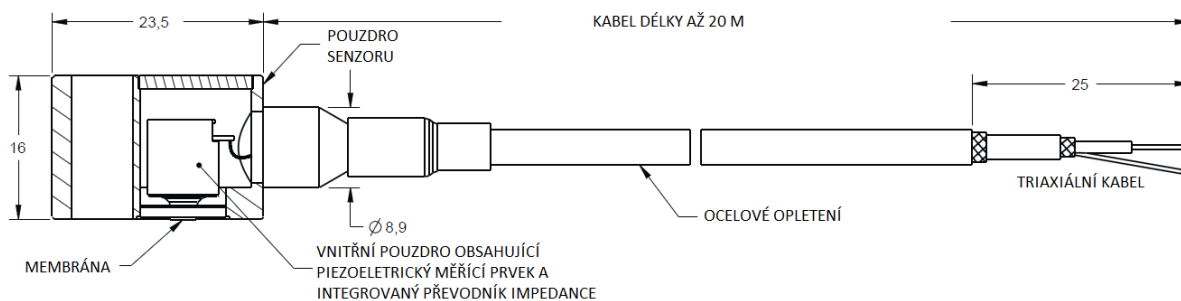 23,5
KABEL DÉLKY AŽ 20 M
POUZDRO
SENZORU
25
16
TRIAXIÁLNÍ KABEL
OCELOVÉ OPLETENÍ
Ø8,9
MEMBRÁNA
VNITŘNÍ POUZDRO OBSAHUJÍCÍ
PIEZOELETRICKÝ MĚŘÍCÍ PRVEK A
INTEGROVANÝ PŘEVODNÍK IMPEDANCE